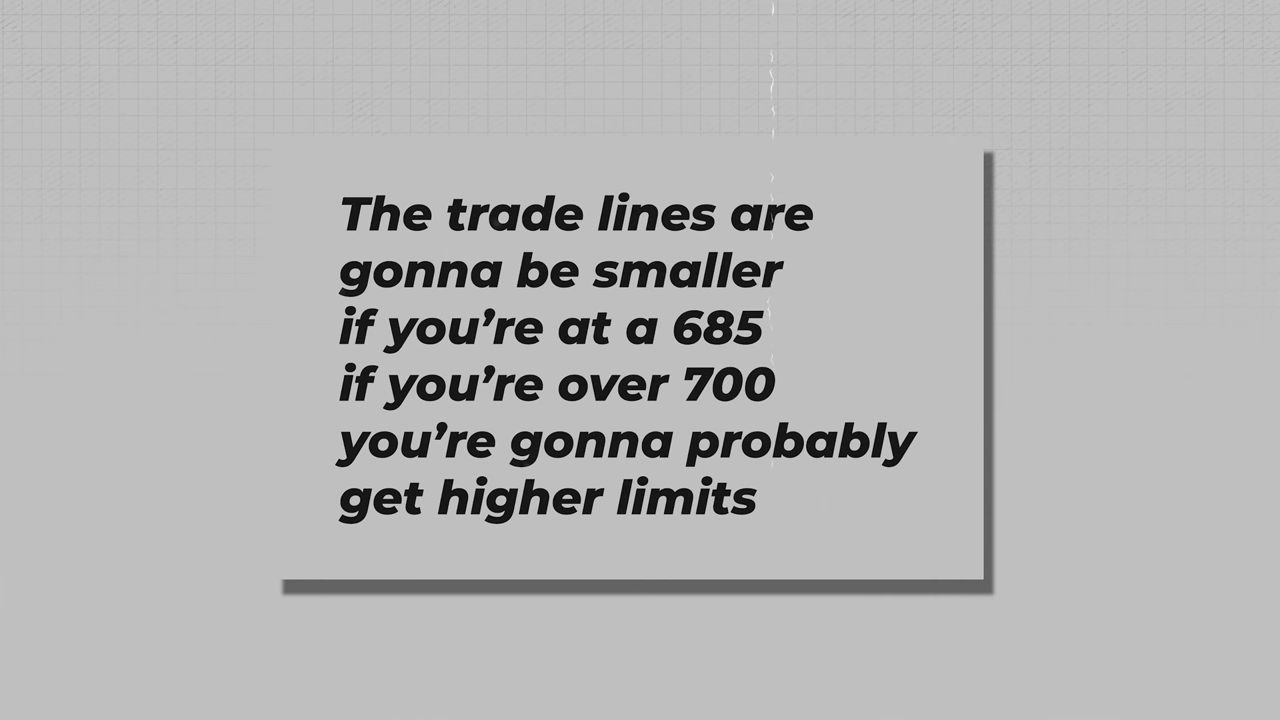 The trade lines are
gonna be smaller
if you’re at a 685
if you’re over 700
you’re gonna probably
get higher limits